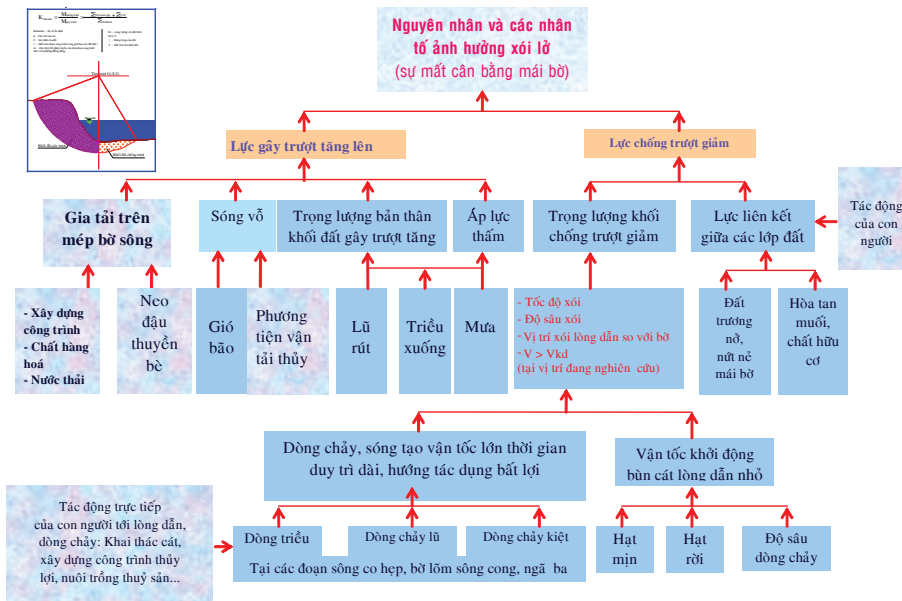 Nguyên nhân và các nhân
tố ảnh hưởng xói lở
(sự mất cân bằng mái bờ)
Lực gây trượt tăng lên
Lực chống trượt giảm
Gia tải trên
mép bờ sông
Sóng vỗ
Trọng lượng bản thân
khối đất gây trượt tăng
Áp lực
thấm
Trọng lượng khối
chống trượt giảm
Lực liên kết
giữa các lớp đất
Tác động
của con
người
- Xây dựng
công trình
- Chất hàng
hoá
- Nước thải
Neo
đậu
thuyền
bè
Gió
bão
Phương
tiện vận
tải thủy
Lũ
rút
Triều
xuống
Mưa
- Tốc độ xói
- Độ sâu xói
- Vị trí xói lòng dẫn so với bờ
- V > Vkd
(tại vị trí đang nghiên cứu)
Đất
trương
nở,
nứt nẻ
mái bờ
Hòa tan
muối,
chất hữu
cơ
Dòng chảy, sóng tạo vận tốc lớn thời gian
duy trì dài, hướng tác dụng bất lợi
Vận tốc khởi động
bùn cát lòng dẫn nhỏ
Tác động trực tiếp
của con người tới lòng dẫn,
dòng chảy: Khai thác cát,
xây dựng công trình thủy
lợi, nuôi trồng thuỷ sản...
Dòng triều
Dòng chảy lũ
Dòng chảy kiệt
Tại các đoạn sông co hẹp, bờ lõm sông cong, ngã ba
Hạt
mịn
Hạt
rời
Độ sâu
dòng chảy